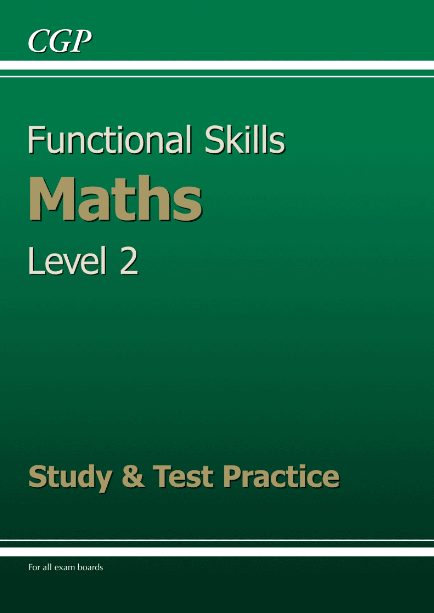 CGP
Functional Skills
Maths
Level 2
Study & Test Practice
For all exam boards